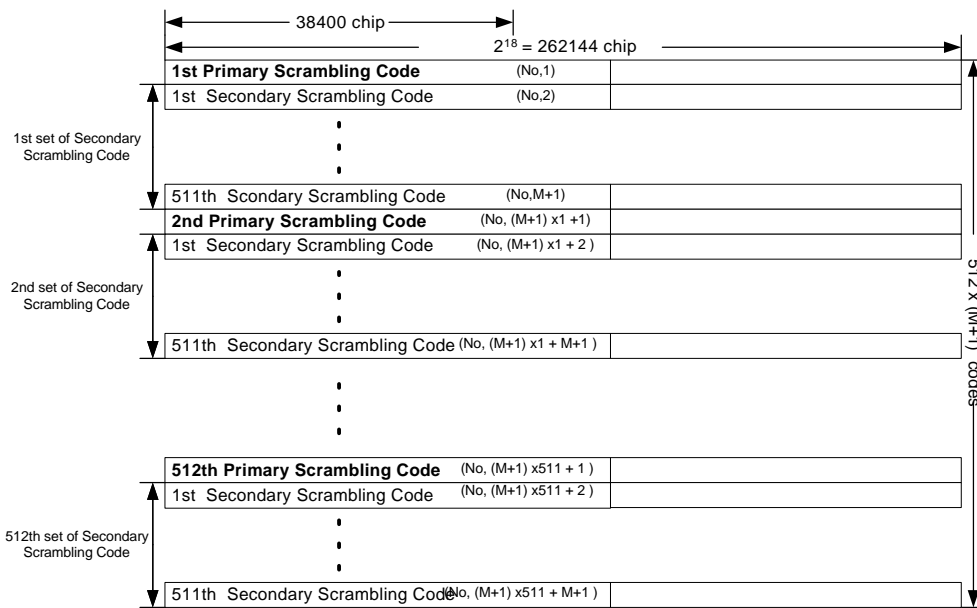 38400 chip
2¹⁸ = 262144 chip
1st Primary Scrambling Code (No,1)
1st Secondary Scrambling Code (No,2)
1st set of Secondary
Scrambling Code
511th Scondary Scrambling Code (No,M+1)
2nd Primary Scrambling Code (No, (M+1) x1 +1)
1st Secondary Scrambling Code (No, (M+1) x1 + 2 )
2nd set of Secondary
Scrambling Code
512 x (M+1) codes
511th Secondary Scrambling Code (No, (M+1) x1 + M+1 )
512th Primary Scrambling Code (No, (M+1) x511 + 1 )
1st Secondary Scrambling Code (No, (M+1) x511 + 2 )
512th set of Secondary
Scrambling Code
511th Secondary Scrambling Code (No, (M+1) x511 + M+1 )